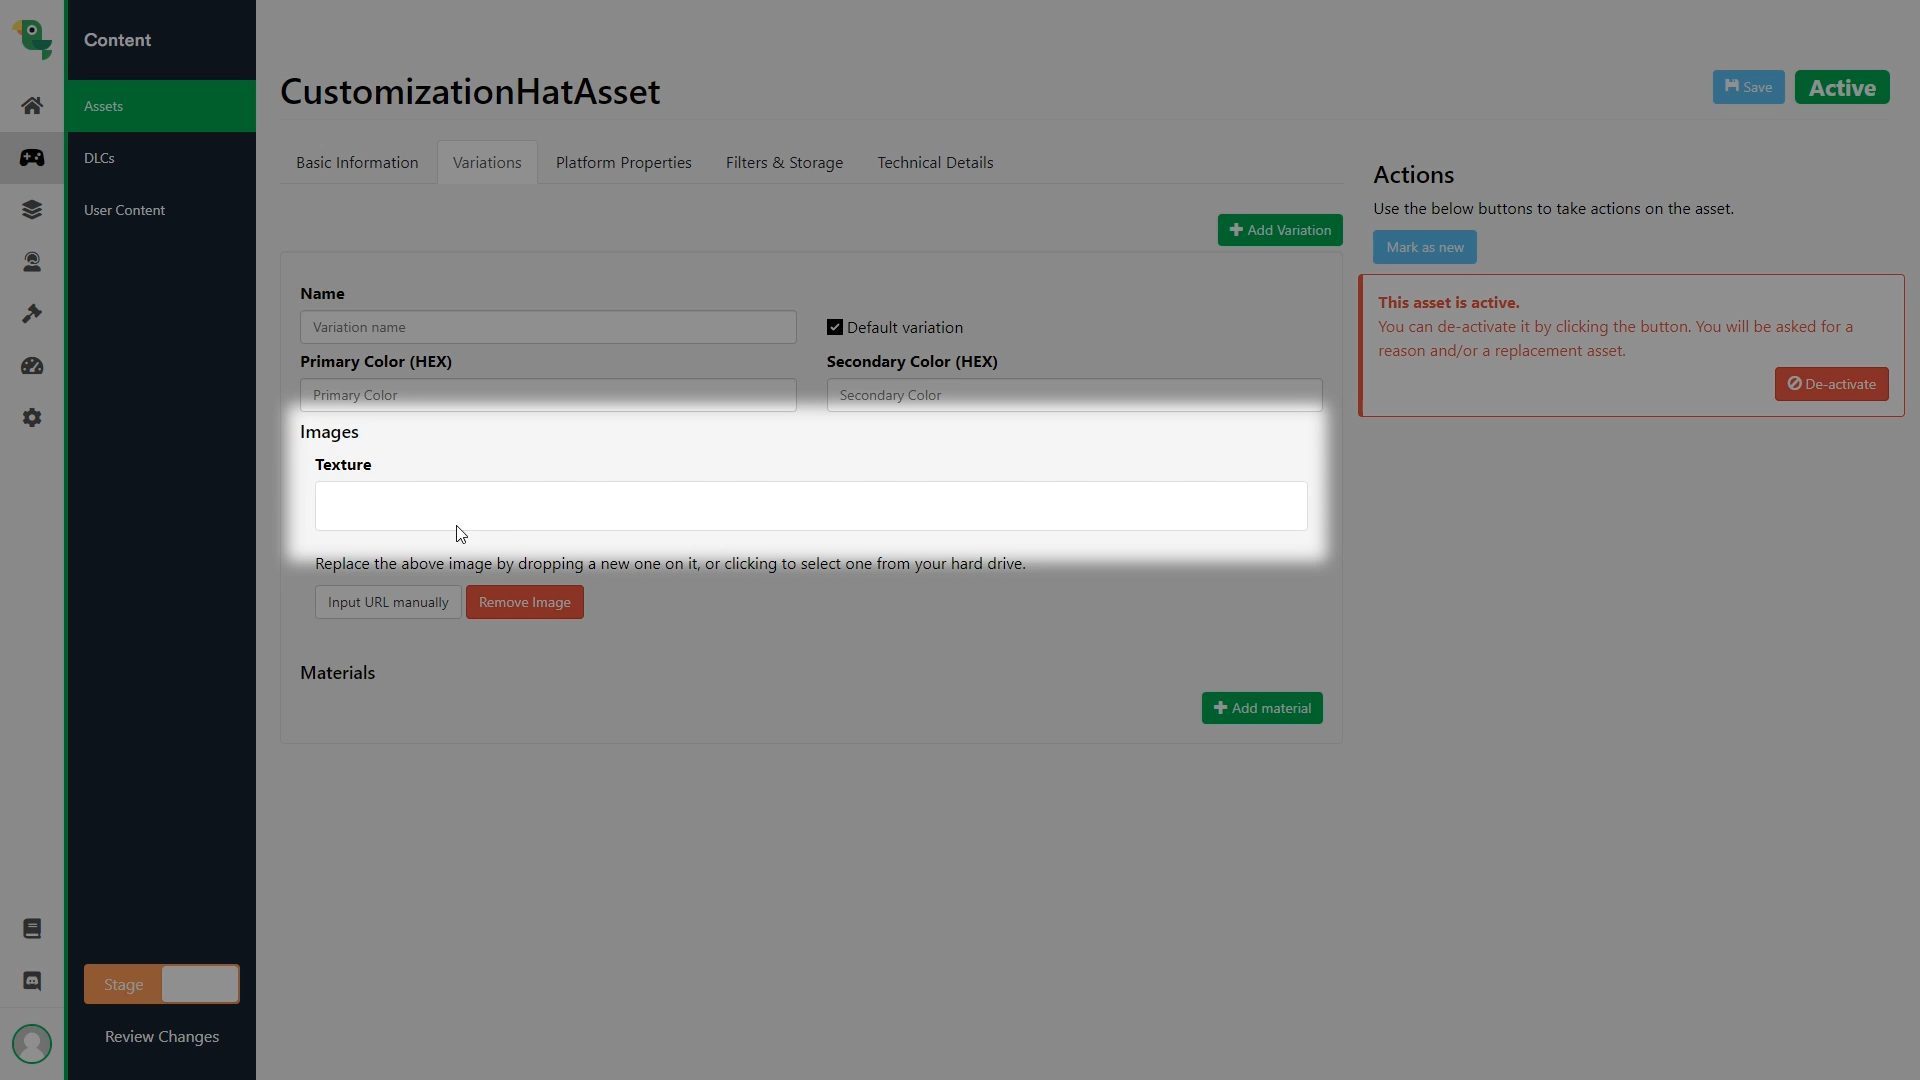 Content
Assets
DLCs
User Content
Stage
Review Changes
CustomizationHatAsset
Save
Active
Basic Information
Variations
Platform Properties
Filters & Storage
Technical Details
Add Variation
Name
Variation name
Default variation
Primary Color (HEX)
Secondary Color (HEX)
Primary Color
Secondary Color
Images
Texture
Replace the above image by dropping a new one on it, or clicking to select one from your hard drive.
Input URL manually
Remove Image
Materials
Add material
Actions
Use the below buttons to take actions on the asset.
Mark as new
This asset is active.
You can de-activate it by clicking the button. You will be asked for a
reason and/or a replacement asset.
De-activate